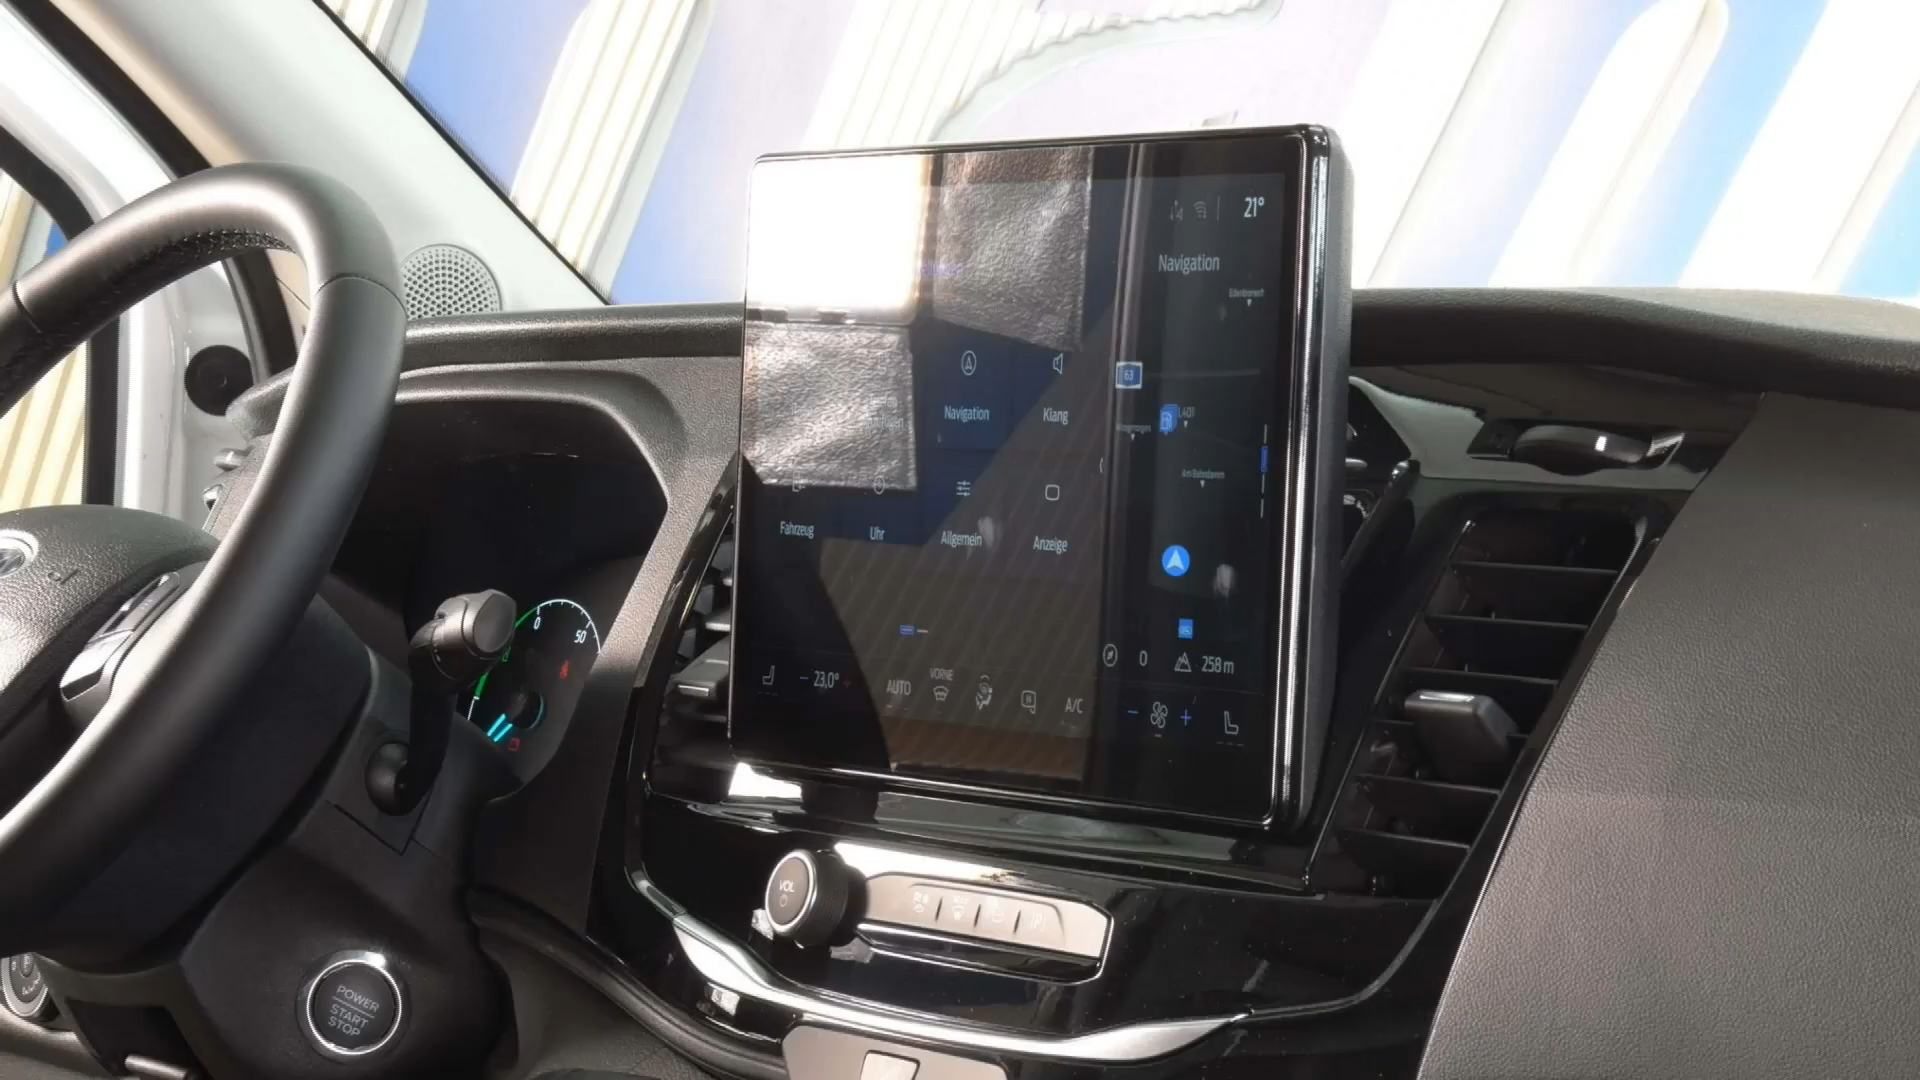 21°
Navigation
63
L401
Navigation
Klang
Fahrzeug
Uhr
Allgemein
Anzeige
0
258 m
23,0°
AUTO
VORNE
A/C
0
50
VOL
POWER
START
STOP